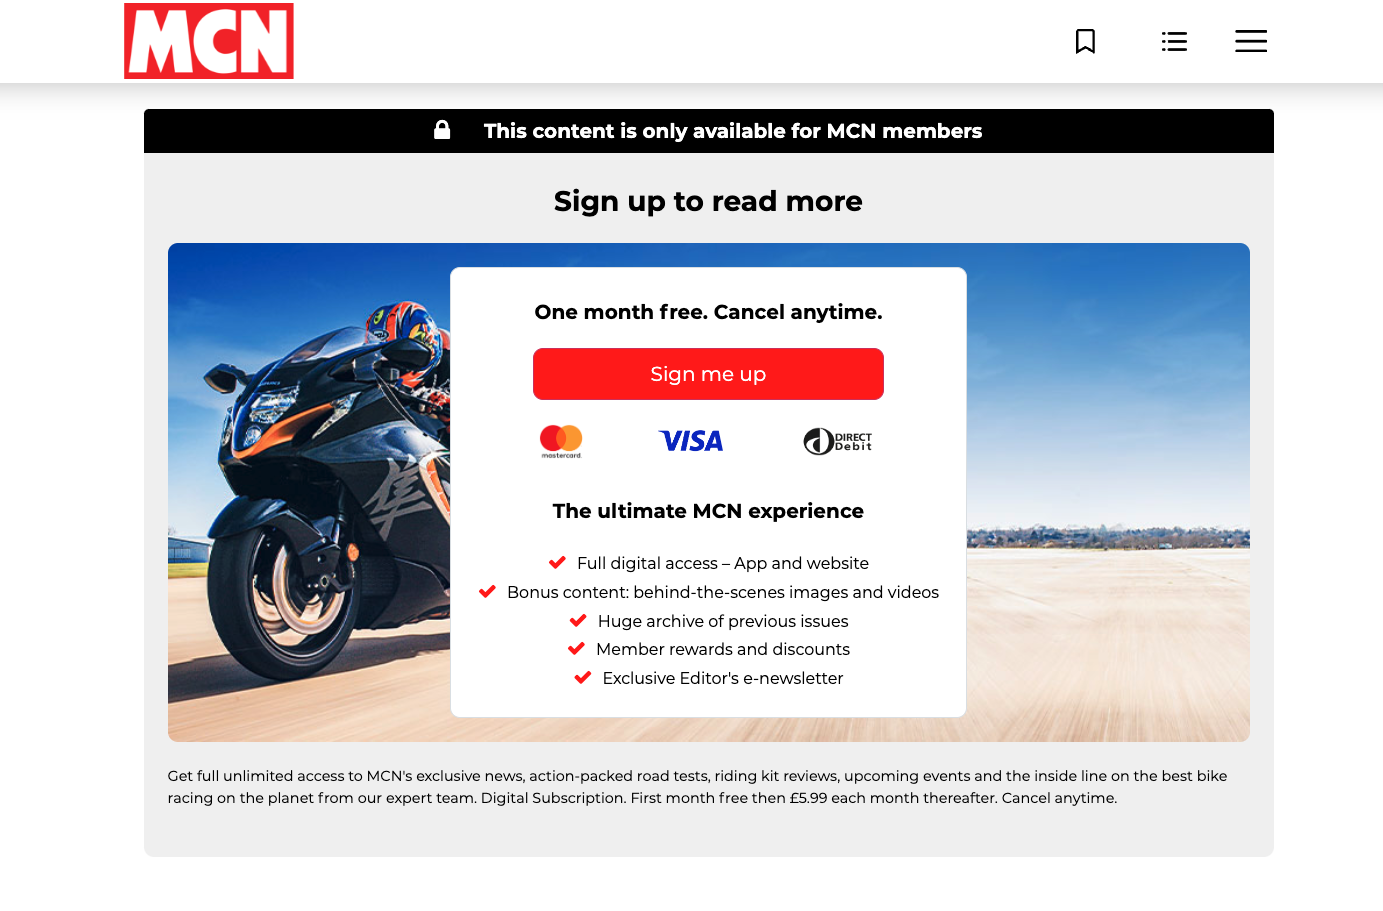 MCN
This content is only available for MCN members
Sign up to read more
One month free. Cancel anytime.
Sign me up
mastercard.
VISA
DIRECT
Debit
隼
The ultimate MCN experience
Full digital access – App and website
Bonus content: behind-the-scenes images and videos
Huge archive of previous issues
Member rewards and discounts
Exclusive Editor's e-newsletter
Get full unlimited access to MCN's exclusive news, action-packed road tests, riding kit reviews, upcoming events and the inside line on the best bike
racing on the planet from our expert team. Digital Subscription. First month free then £5.99 each month thereafter. Cancel anytime.